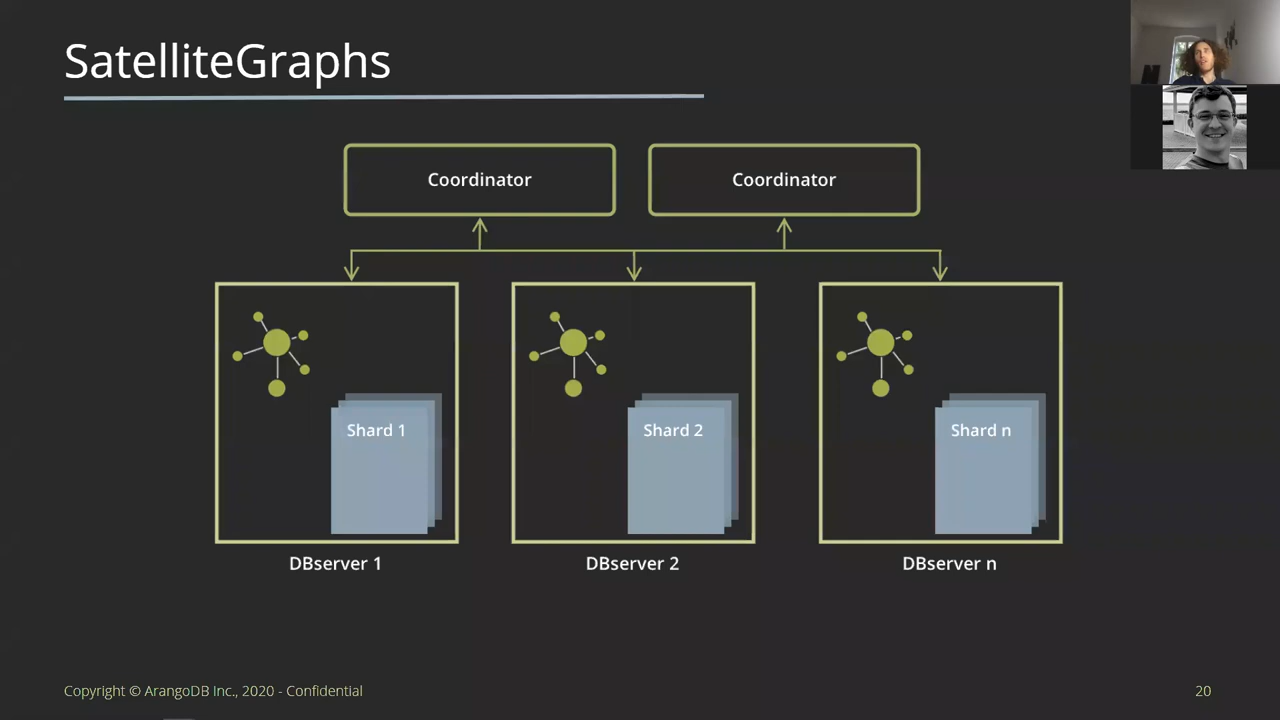 SatelliteGraphs
Coordinator
Coordinator
Shard 1
Shard 2
Shard n
DBserver 1
DBserver 2
DBserver n
Copyright © ArangoDB Inc., 2020 - Confidential
20